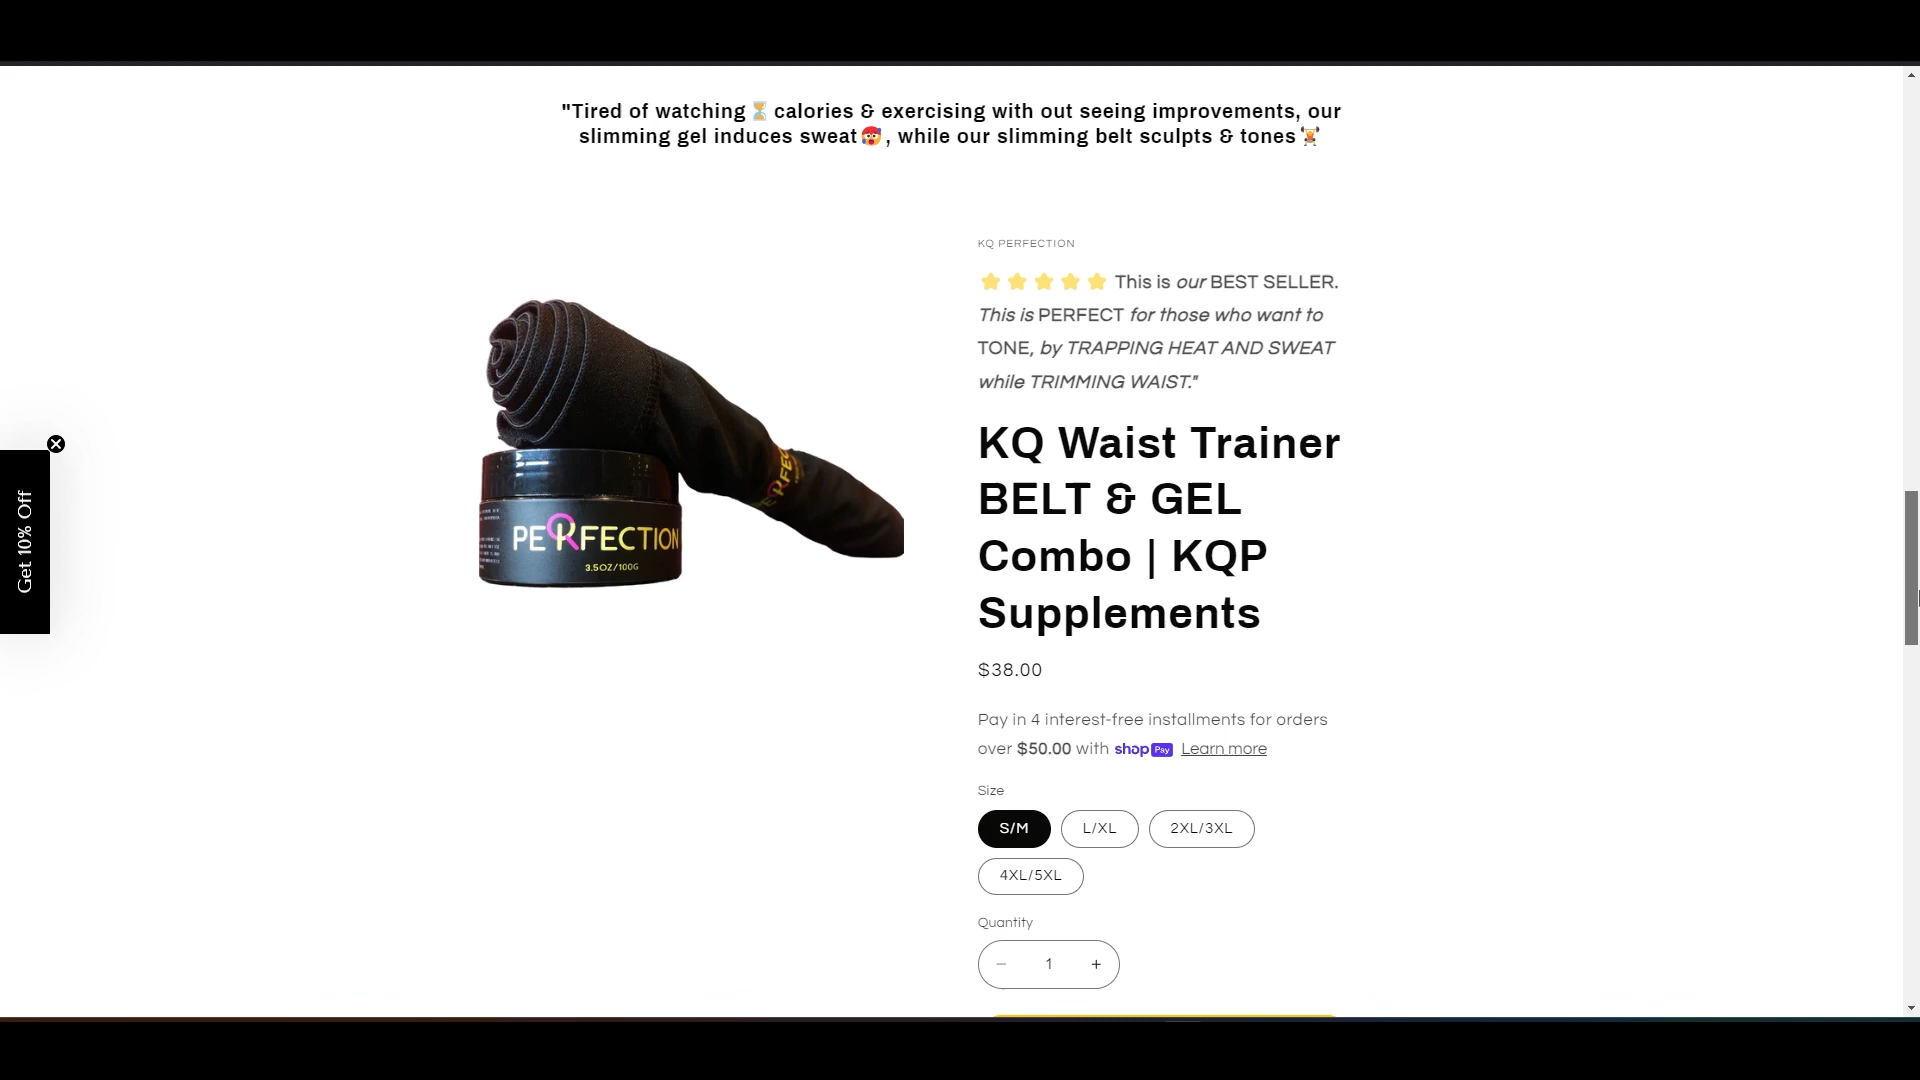 "Tired of watching⏳calories & exercising with out seeing improvements, our
slimming gel induces sweat🥵, while our slimming belt sculpts & tones🏋
KQ PERFECTION
⭐⭐⭐⭐⭐ This is our BEST SELLER.
This is PERFECT for those who want to
TONE, by TRAPPING HEAT AND SWEAT
while TRIMMING WAIST."
KQ Waist Trainer
BELT & GEL
Combo | KQP
Supplements
$38.00
Pay in 4 interest-free installments for orders
over $50.00 with shop Pay Learn more
Size
S/M L/XL 2XL/3XL
4XL/5XL
Quantity
− 1 +
Get 10% Off
PERFECTION
3.5OZ/100G